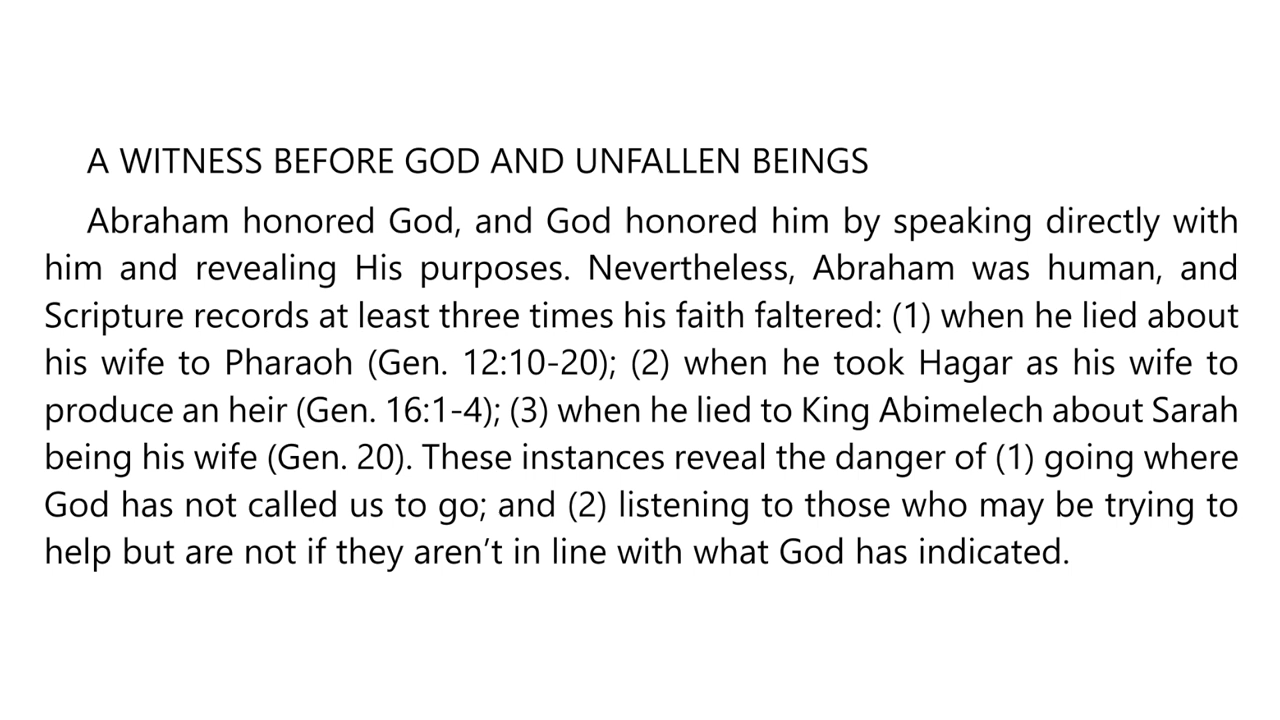 A WITNESS BEFORE GOD AND UNFALLEN BEINGS
Abraham honored God, and God honored him by speaking directly with
him and revealing His purposes. Nevertheless, Abraham was human, and
Scripture records at least three times his faith faltered: (1) when he lied about
his wife to Pharaoh (Gen. 12:10-20); (2) when he took Hagar as his wife to
produce an heir (Gen. 16:1-4); (3) when he lied to King Abimelech about Sarah
being his wife (Gen. 20). These instances reveal the danger of (1) going where
God has not called us to go; and (2) listening to those who may be trying to
help but are not if they aren’t in line with what God has indicated.